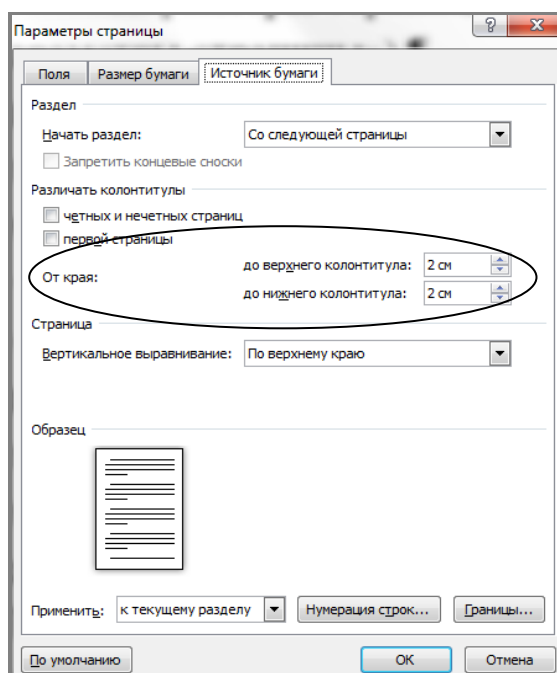 Параметры страницы
Поля Размер бумаги Источник бумаги
Раздел
Начать раздел: Со следующей страницы
Запретить концевые сноски
Различать колонтитулы
четных и нечетных страниц
первой страницы
От края:
до верхнего колонтитула: 2 см
до нижнего колонтитула: 2 см
Страница
Вертикальное выравнивание: По верхнему краю
Образец
Применить: к текущему разделу Нумерация строк... Границы...
По умолчанию ОК Отмена